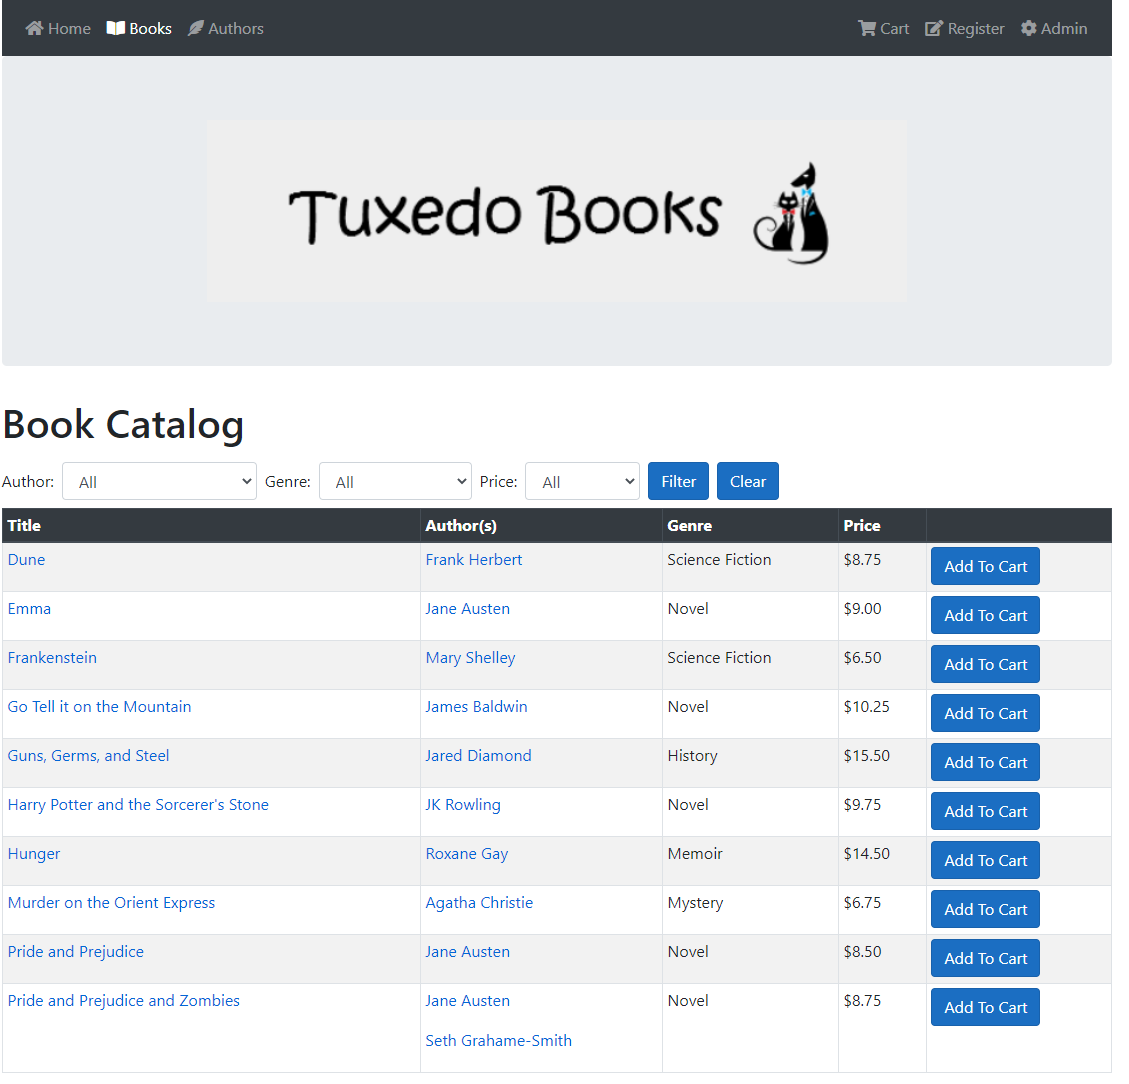 Home Books Authors Cart Register Admin
Tuxedo Books
Book Catalog
Author: All Genre: All Price: All Filter Clear
Title Author(s) Genre Price
Dune Frank Herbert Science Fiction $8.75 Add To Cart
Emma Jane Austen Novel $9.00 Add To Cart
Frankenstein Mary Shelley Science Fiction $6.50 Add To Cart
Go Tell it on the Mountain James Baldwin Novel $10.25 Add To Cart
Guns, Germs, and Steel Jared Diamond History $15.50 Add To Cart
Harry Potter and the Sorcerer's Stone JK Rowling Novel $9.75 Add To Cart
Hunger Roxane Gay Memoir $14.50 Add To Cart
Murder on the Orient Express Agatha Christie Mystery $6.75 Add To Cart
Pride and Prejudice Jane Austen Novel $8.50 Add To Cart
Pride and Prejudice and Zombies Jane Austen Novel $8.75 Add To Cart
Seth Grahame-Smith